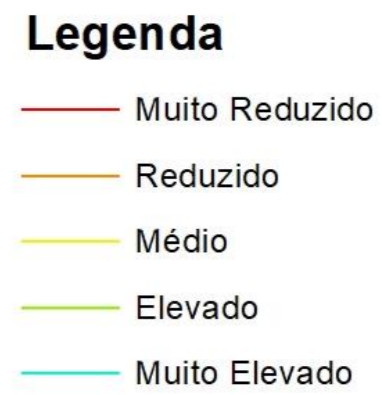 Legenda
Muito Reduzido
Reduzido
Médio
Elevado
Muito Elevado